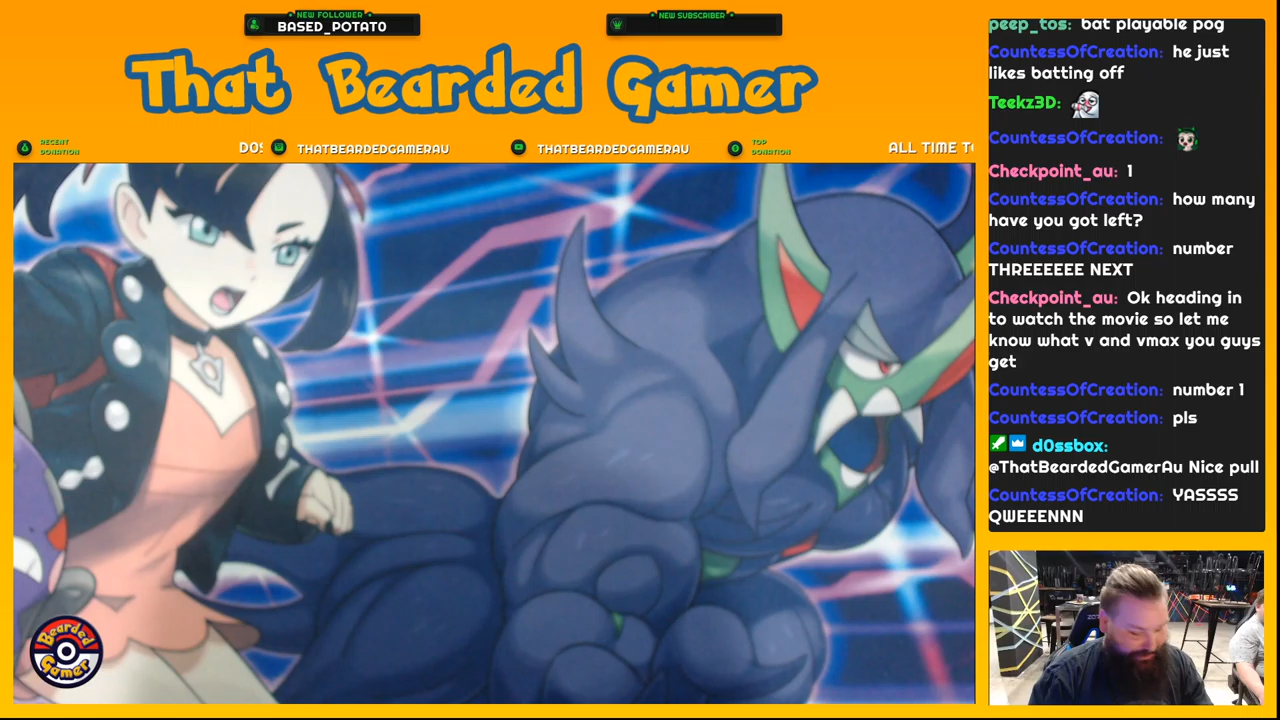 NEW FOLLOWER
BASED_POTATO
NEW SUBSCRIBER
That Bearded Gamer
RECENT
DONATION
DOS
THATBEARDEDGAMERAU
THATBEARDEDGAMERAU
TOP
DONATION
ALL TIME TO
peep_tos: bat playable pog
CountessOfCreation: he just
likes batting off
Teekz3D:
CountessOfCreation:
Checkpoint_au: 1
CountessOfCreation: how many
have you got left?
CountessOfCreation: number
THREEEEEE NEXT
Checkpoint_au: Ok heading in
to watch the movie so let me
know what v and vmax you guys
get
CountessOfCreation: number 1
CountessOfCreation: pls
d0ssbox:
@ThatBeardedGamerAu Nice pull
CountessOfCreation: YASSSS
QWEEENNN
Bearded
Gamer